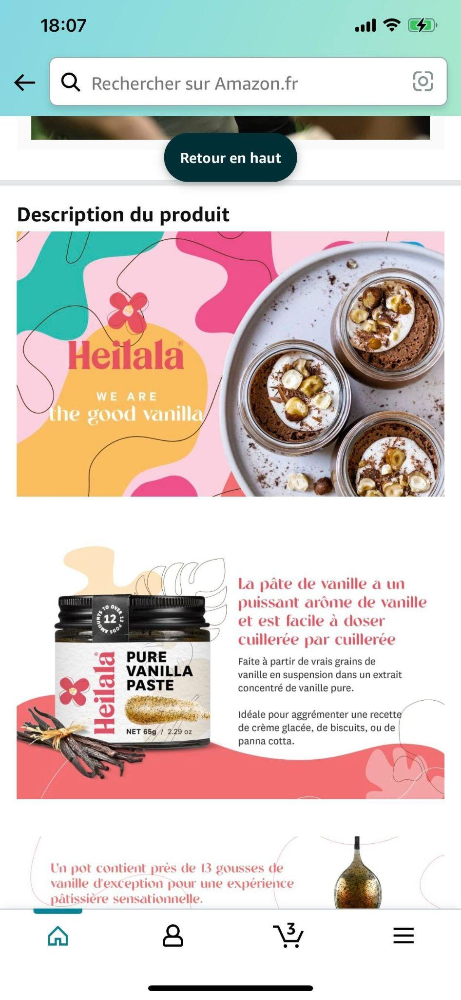 18:07
Rechercher sur Amazon.fr
Retour en haut
Description du produit
Heilala®
WE ARE
the good vanilla
AMOUNTS TO OVER 12 PODS
12
Heilala®
PURE
VANILLA
PASTE
NET 65g / 2.29 oz
La pâte de vanille a un
puissant arôme de vanille
et est facile à doser
cuillerée par cuillerée
Faite à partir de vrais grains de
vanille en suspension dans un extrait
concentré de vanille pure.
Idéale pour aggrémenter une recette
de crème glacée, de biscuits, ou de
panna cotta.
Un pot contient près de 13 gousses de
vanille d'exception pour une expérience
pâtissière sensationnelle.
3